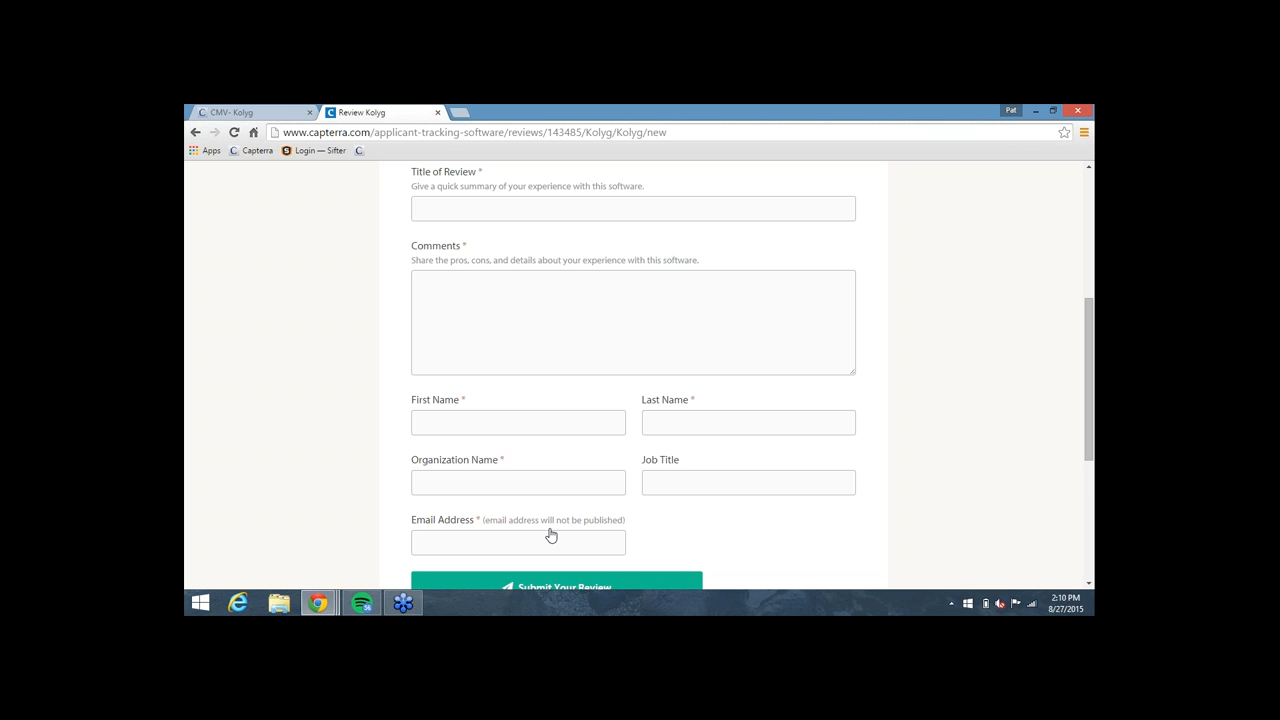 CMV- Kolyg
Review Kolyg
Pat
www.capterra.com/applicant-tracking-software/reviews/143485/Kolyg/Kolyg/new
Apps Capterra Login — Sifter
Title of Review *
Give a quick summary of your experience with this software.
Comments *
Share the pros, cons, and details about your experience with this software.
First Name * Last Name *
Organization Name * Job Title
Email Address * (email address will not be published)
Submit Your Review
2:10 PM
8/27/2015